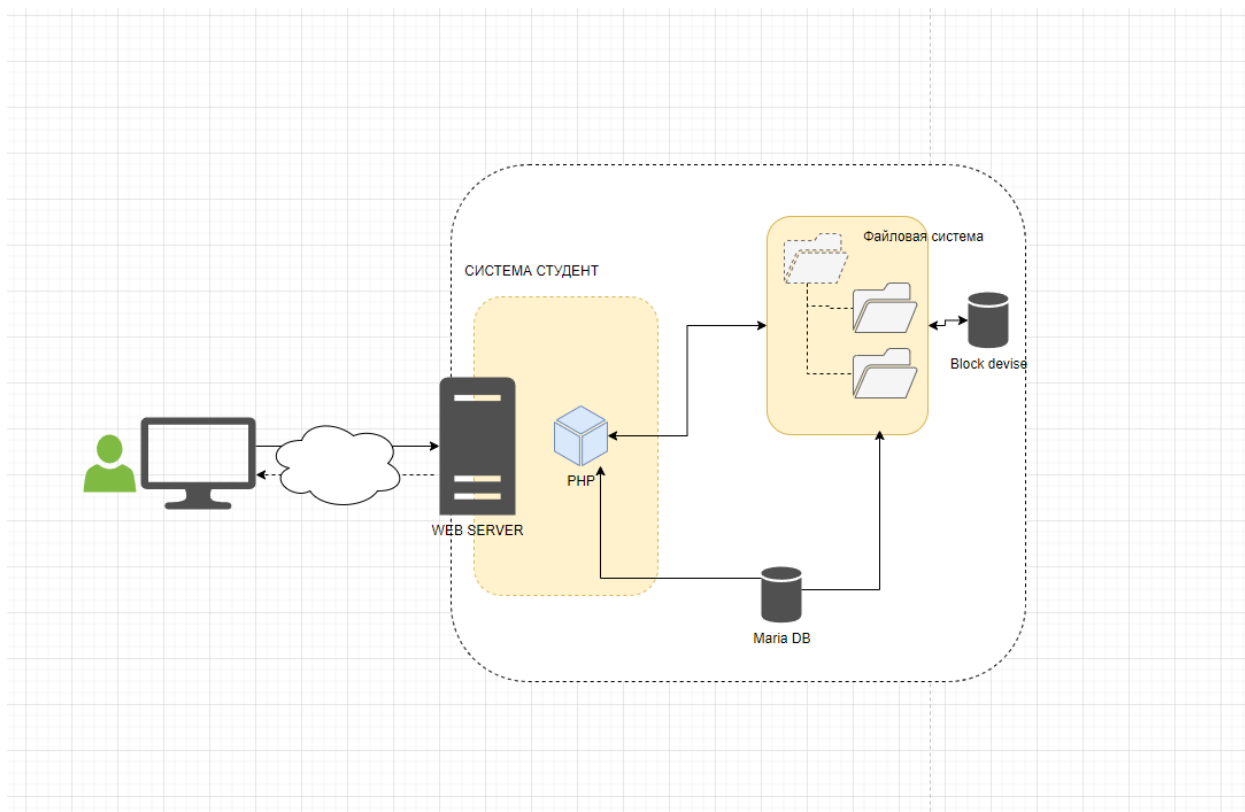 Файловая система
СИСТЕМА СТУДЕНТ
Block devise
PHP
WEB SERVER
Maria DB